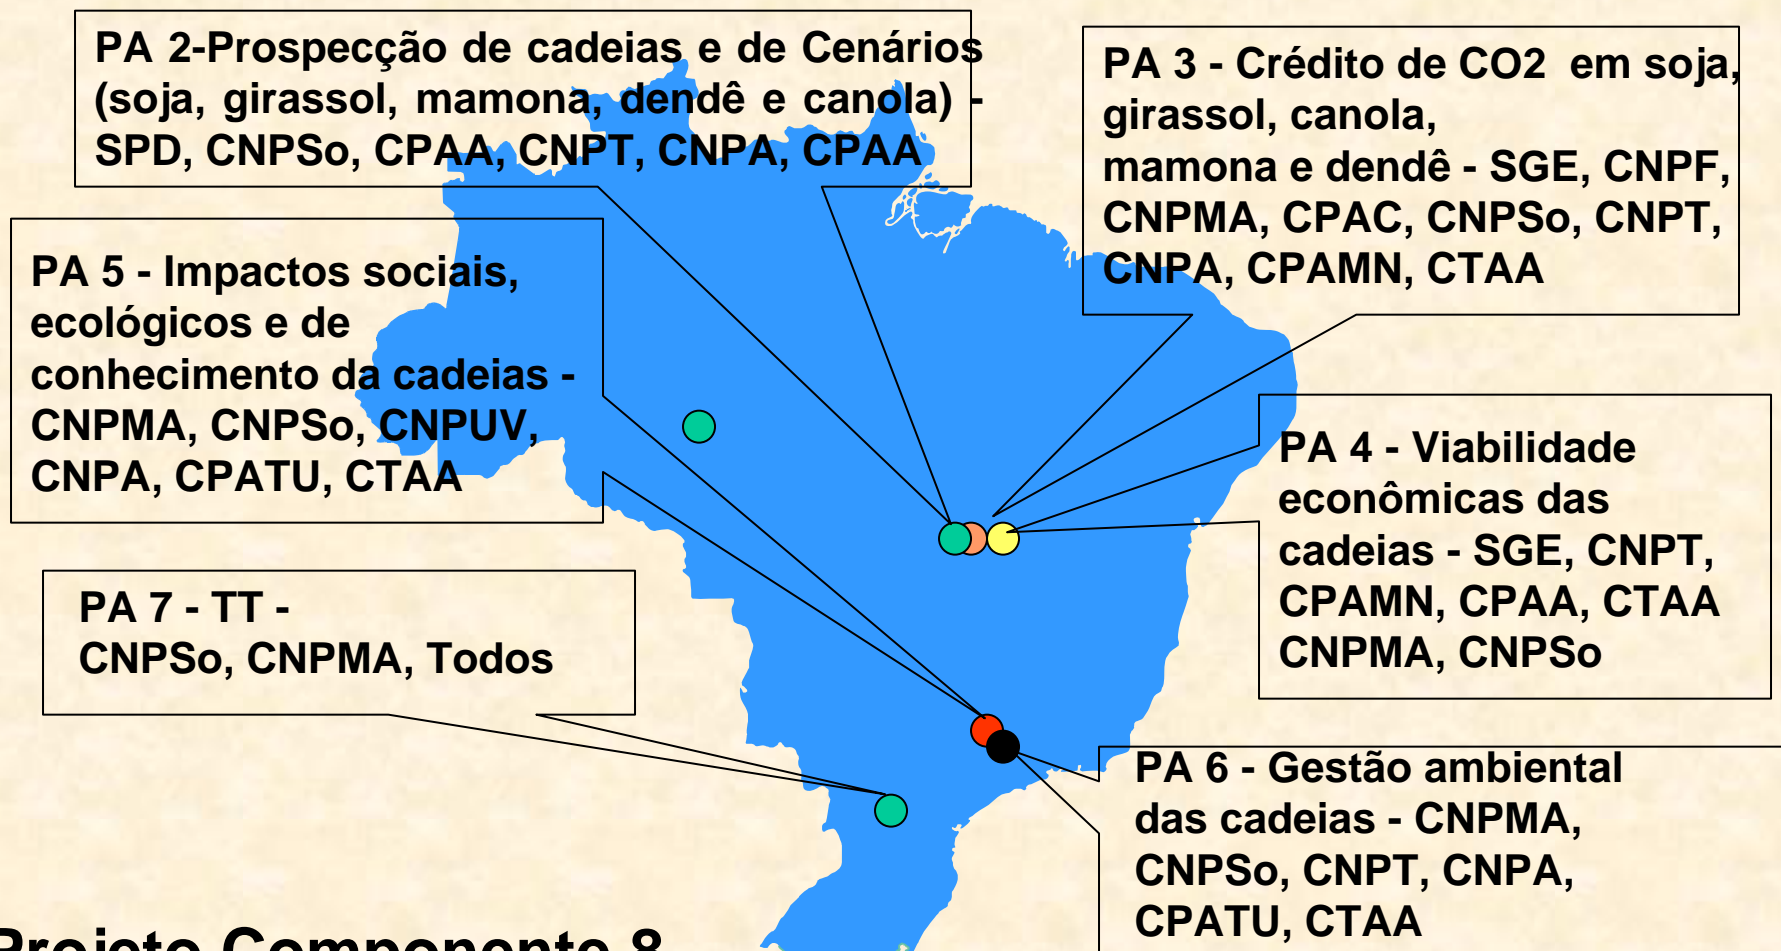 PA 2-Prospecção de cadeias e de Cenários
(soja, girassol, mamona, dendê e canola) -
SPD, CNPSo, CPAA, CNPT, CNPA, CPAA
PA 3 - Crédito de CO2 em soja,
girassol, canola,
mamona e dendê - SGE, CNPF,
CNPMA, CPAC, CNPSo, CNPT,
CNPA, CPAMN, CTAA
PA 5 - Impactos sociais,
ecológicos e de
conhecimento da cadeias -
CNPMA, CNPSo, CNPUV,
CNPA, CPATU, CTAA
PA 4 - Viabilidade
econômicas das
cadeias - SGE, CNPT,
CPAMN, CPAA, CTAA
CNPMA, CNPSo
PA 7 - TT -
CNPSo, CNPMA, Todos
PA 6 - Gestão ambiental
das cadeias - CNPMA,
CNPSo, CNPT, CNPA,
CPATU, CTAA
Projeto Componente 8